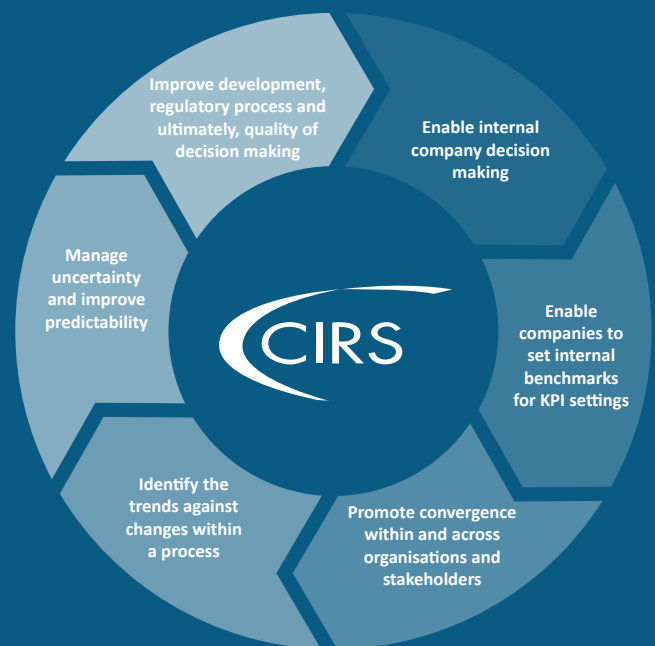 Improve development,
regulatory process and
ultimately, quality of
decision making
Enable internal
company decision
making
Enable
companies to
set internal
benchmarks
for KPI settings
Promote convergence
within and across
organisations and
stakeholders
Identify the
trends against
changes within
a process
Manage
uncertainty
and improve
predictability
CIRS